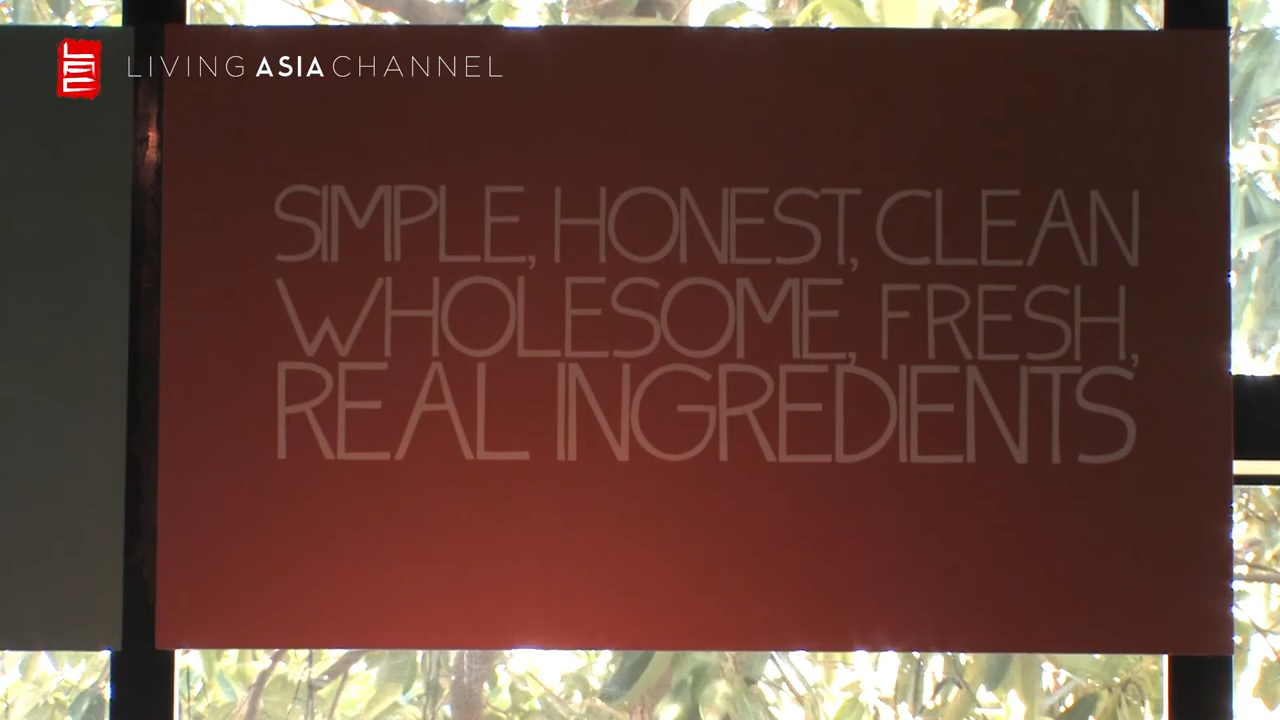 LIVING ASIA CHANNEL
SIMPLE, HONEST, CLEAN
WHOLESOME, FRESH,
REAL INGREDIENTS